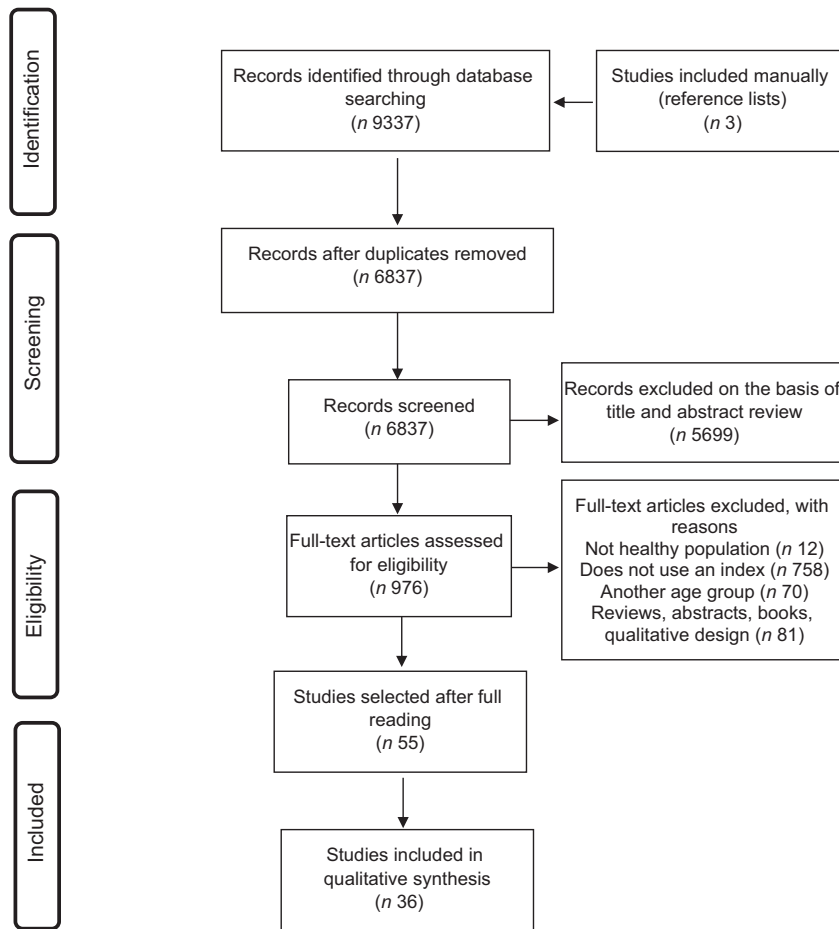 Identification
Records identified through database
searching
(n 9337)
Studies included manually
(reference lists)
(n 3)
Screening
Records after duplicates removed
(n 6837)
Records screened
(n 6837)
Records excluded on the basis of
title and abstract review
(n 5699)
Eligibility
Full-text articles assessed
for eligibility
(n 976)
Full-text articles excluded, with
reasons
Not healthy population (n 12)
Does not use an index (n 758)
Another age group (n 70)
Reviews, abstracts, books,
qualitative design (n 81)
Studies selected after full
reading
(n 55)
Included
Studies included in
qualitative synthesis
(n 36)